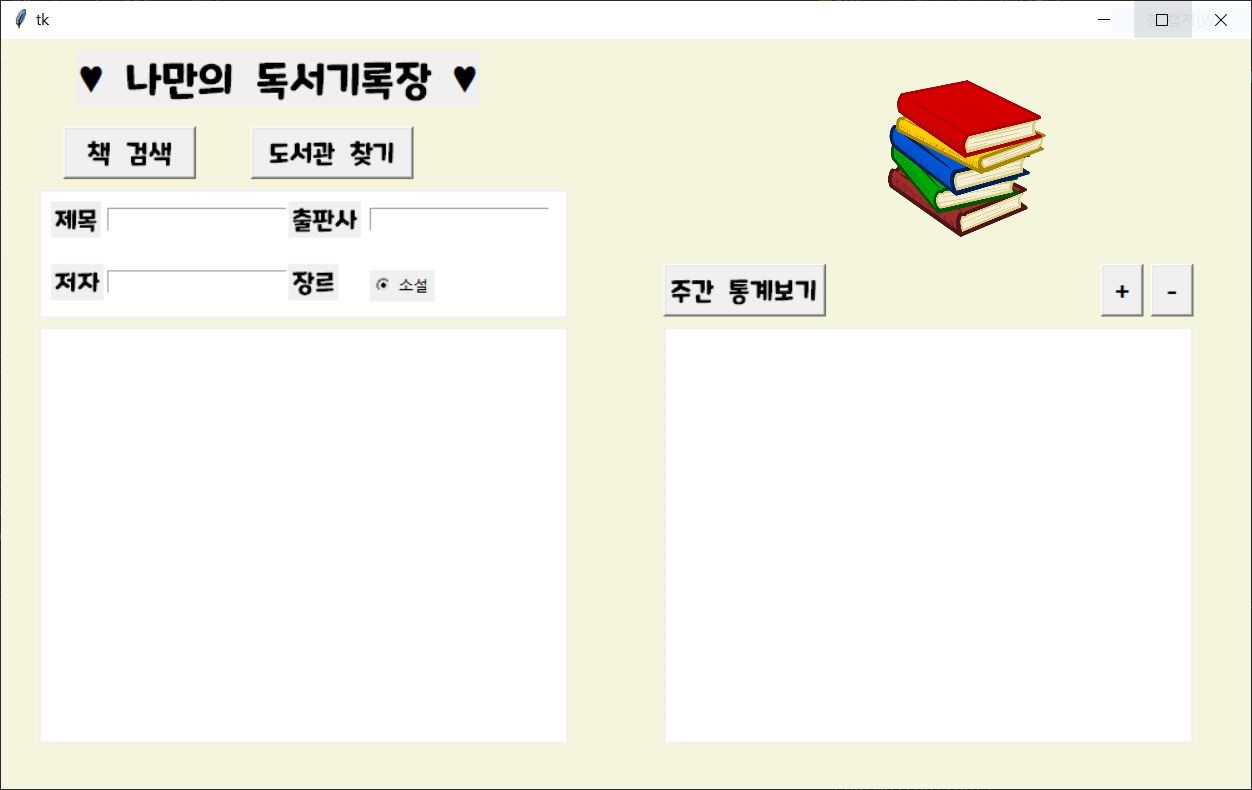 tk
♥ 나만의 독서기록장 ♥
책 검색
도서관 찾기
제목
출판사
저자
장르
소설
주간 통계보기
+
-